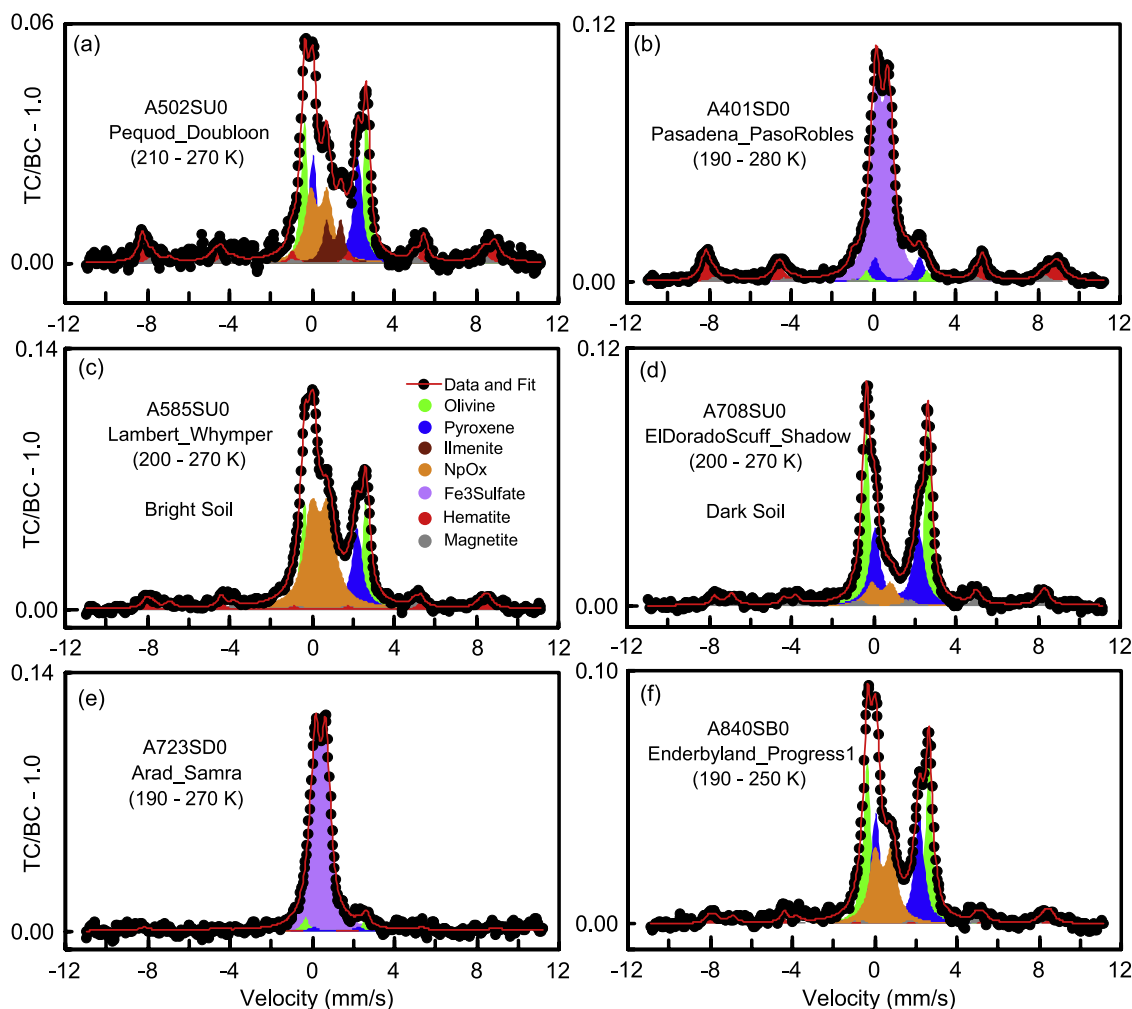 0.06
(a)
A502SU0
Pequod_Doubloon
(210 - 270 K)
TC/BC - 1.0
0.00
-12 -8 -4 0 4 8 12
0.12
(b)
A401SD0
Pasadena_PasoRobles
(190 - 280 K)
0.00
-12 -8 -4 0 4 8 12
0.14
(c)
A585SU0
Lambert_Whymper
(200 - 270 K)
Bright Soil
Data and Fit
Olivine
Pyroxene
Ilmenite
NpOx
Fe3Sulfate
Hematite
Magnetite
TC/BC - 1.0
0.00
-12 -8 -4 0 4 8 12
0.12
(d)
A708SU0
ElDoradoScuff_Shadow
(200 - 270 K)
Dark Soil
0.00
-12 -8 -4 0 4 8 12
0.14
(e)
A723SD0
Arad_Samra
(190 - 270 K)
TC/BC - 1.0
0.00
-12 -8 -4 0 4 8 12
Velocity (mm/s)
0.10
(f)
A840SB0
Enderbyland_Progress1
(190 - 250 K)
0.00
-12 -8 -4 0 4 8 12
Velocity (mm/s)